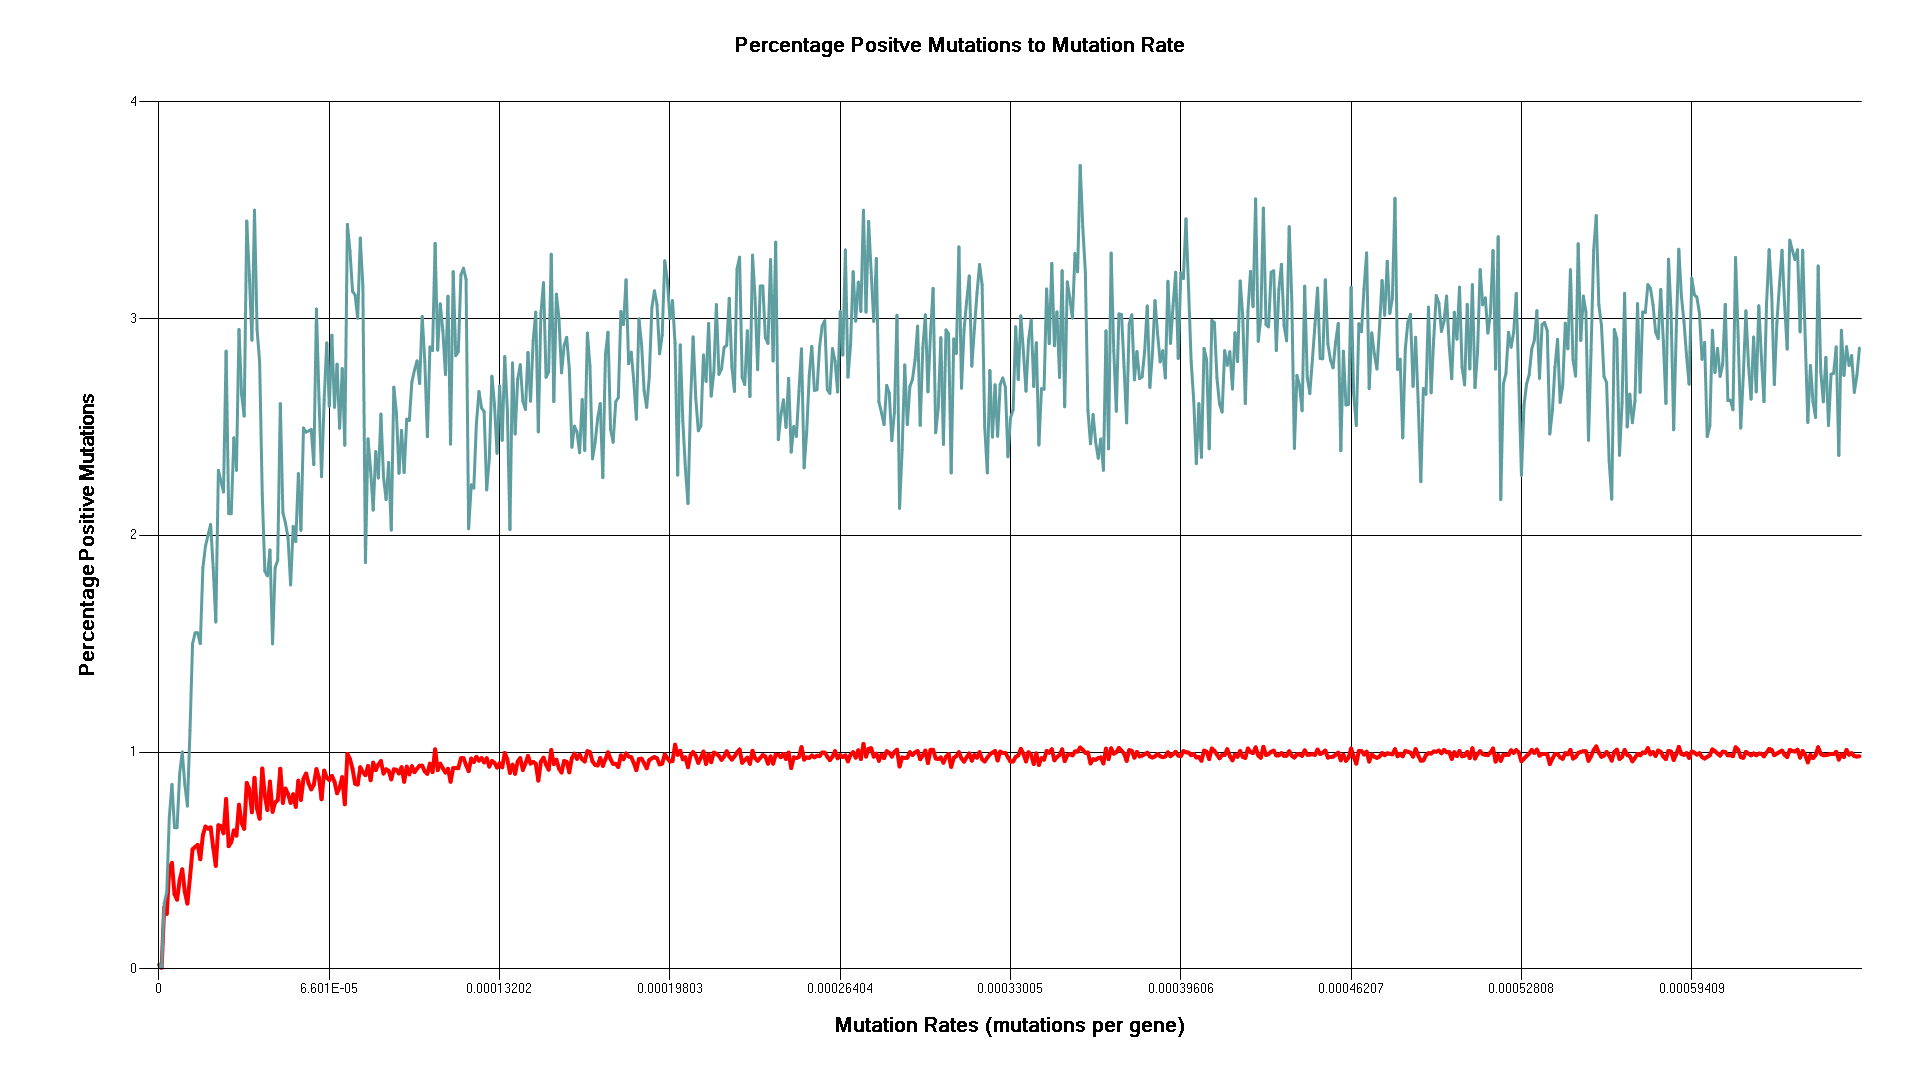 Percentage Positve Mutations to Mutation Rate
4
3
2
1
0
Percentage Positive Mutations
0 6.601E-05 0.00013202 0.00019803 0.00026404 0.00033005 0.00039606 0.00046207 0.00052808 0.00059409
Mutation Rates (mutations per gene)